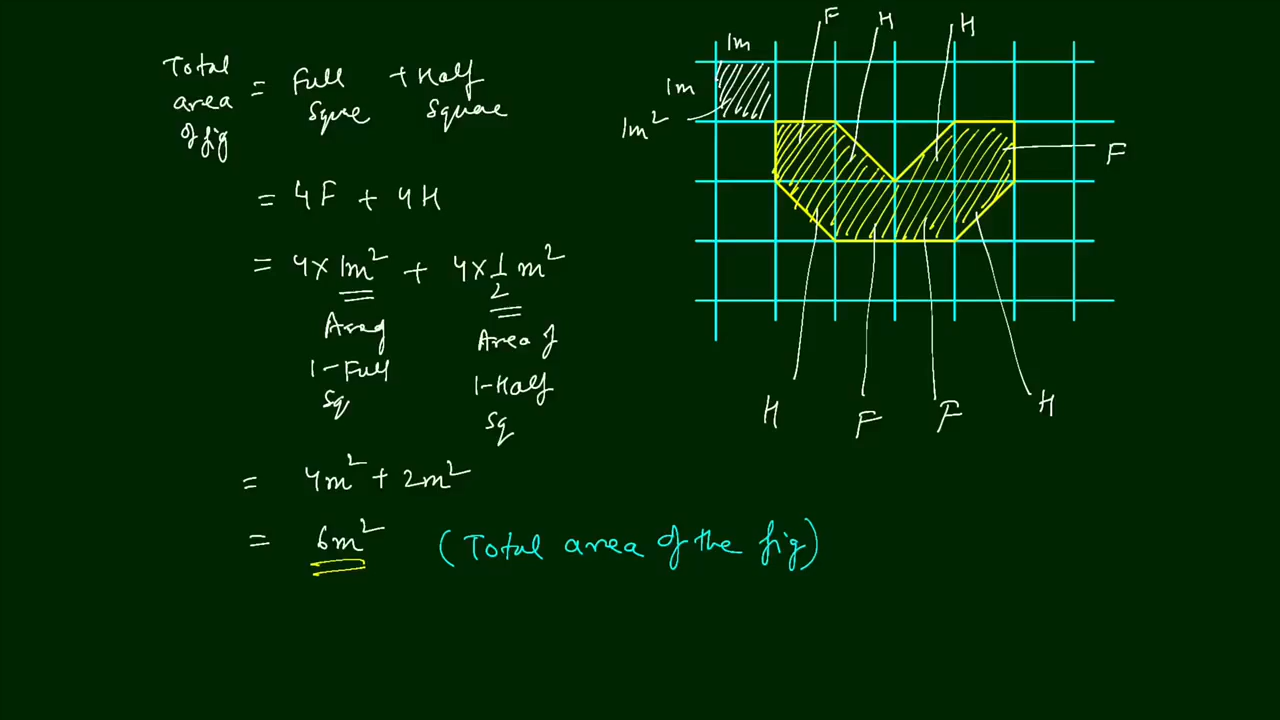 Total area of fig = Full Squre + Half Square
= 4F + 4H
= 4 × 1m² + 4 × 1/2 m²
Area of 1-Full Sq
Area of 1-Half Sq
= 4m² + 2m²
= 6m² (Total area of the fig)
F H H
1m
1m
1m²
F
H F F H